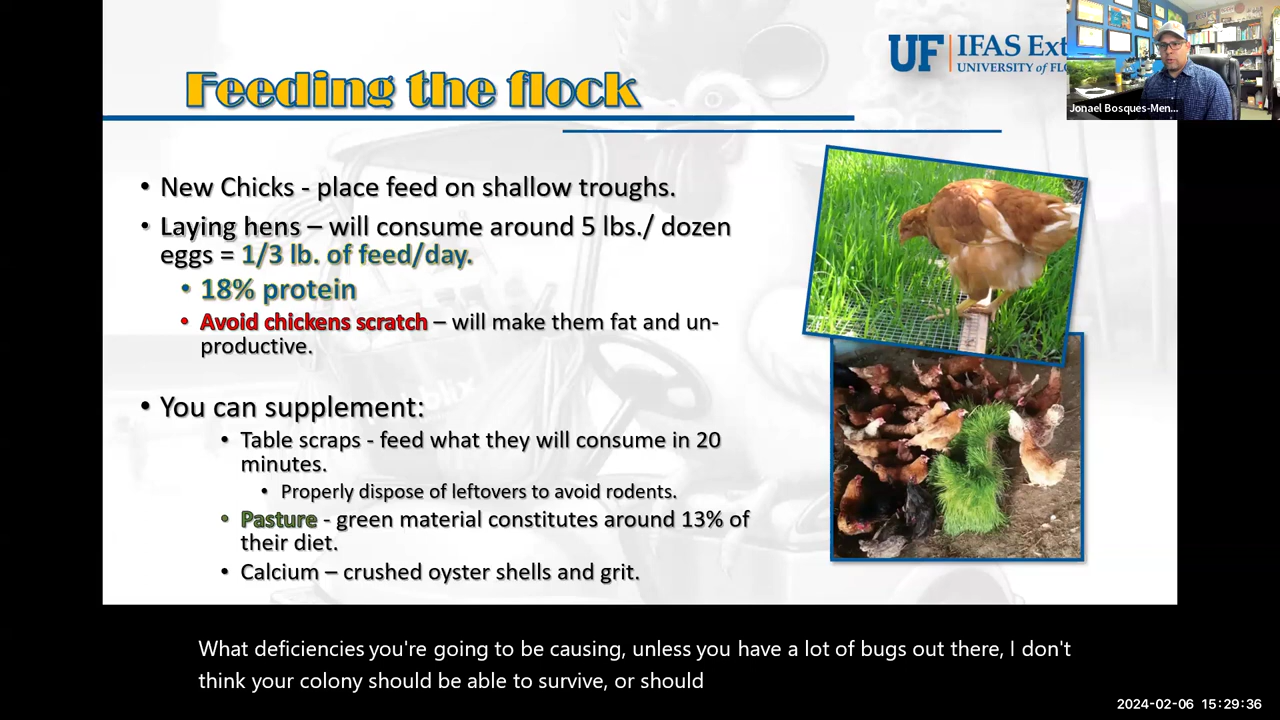 UF IFAS Ext
UNIVERSITY of FLO
Jonael Bosques-Men...
Feeding the flock
• New Chicks - place feed on shallow troughs.
• Laying hens – will consume around 5 lbs./ dozen
eggs = 1/3 lb. of feed/day.
• 18% protein
• Avoid chickens scratch – will make them fat and un-
productive.
• You can supplement:
• Table scraps - feed what they will consume in 20
minutes.
• Properly dispose of leftovers to avoid rodents.
• Pasture - green material constitutes around 13% of
their diet.
• Calcium – crushed oyster shells and grit.
What deficiencies you're going to be causing, unless you have a lot of bugs out there, I don't
think your colony should be able to survive, or should
2024-02-06 15:29:36